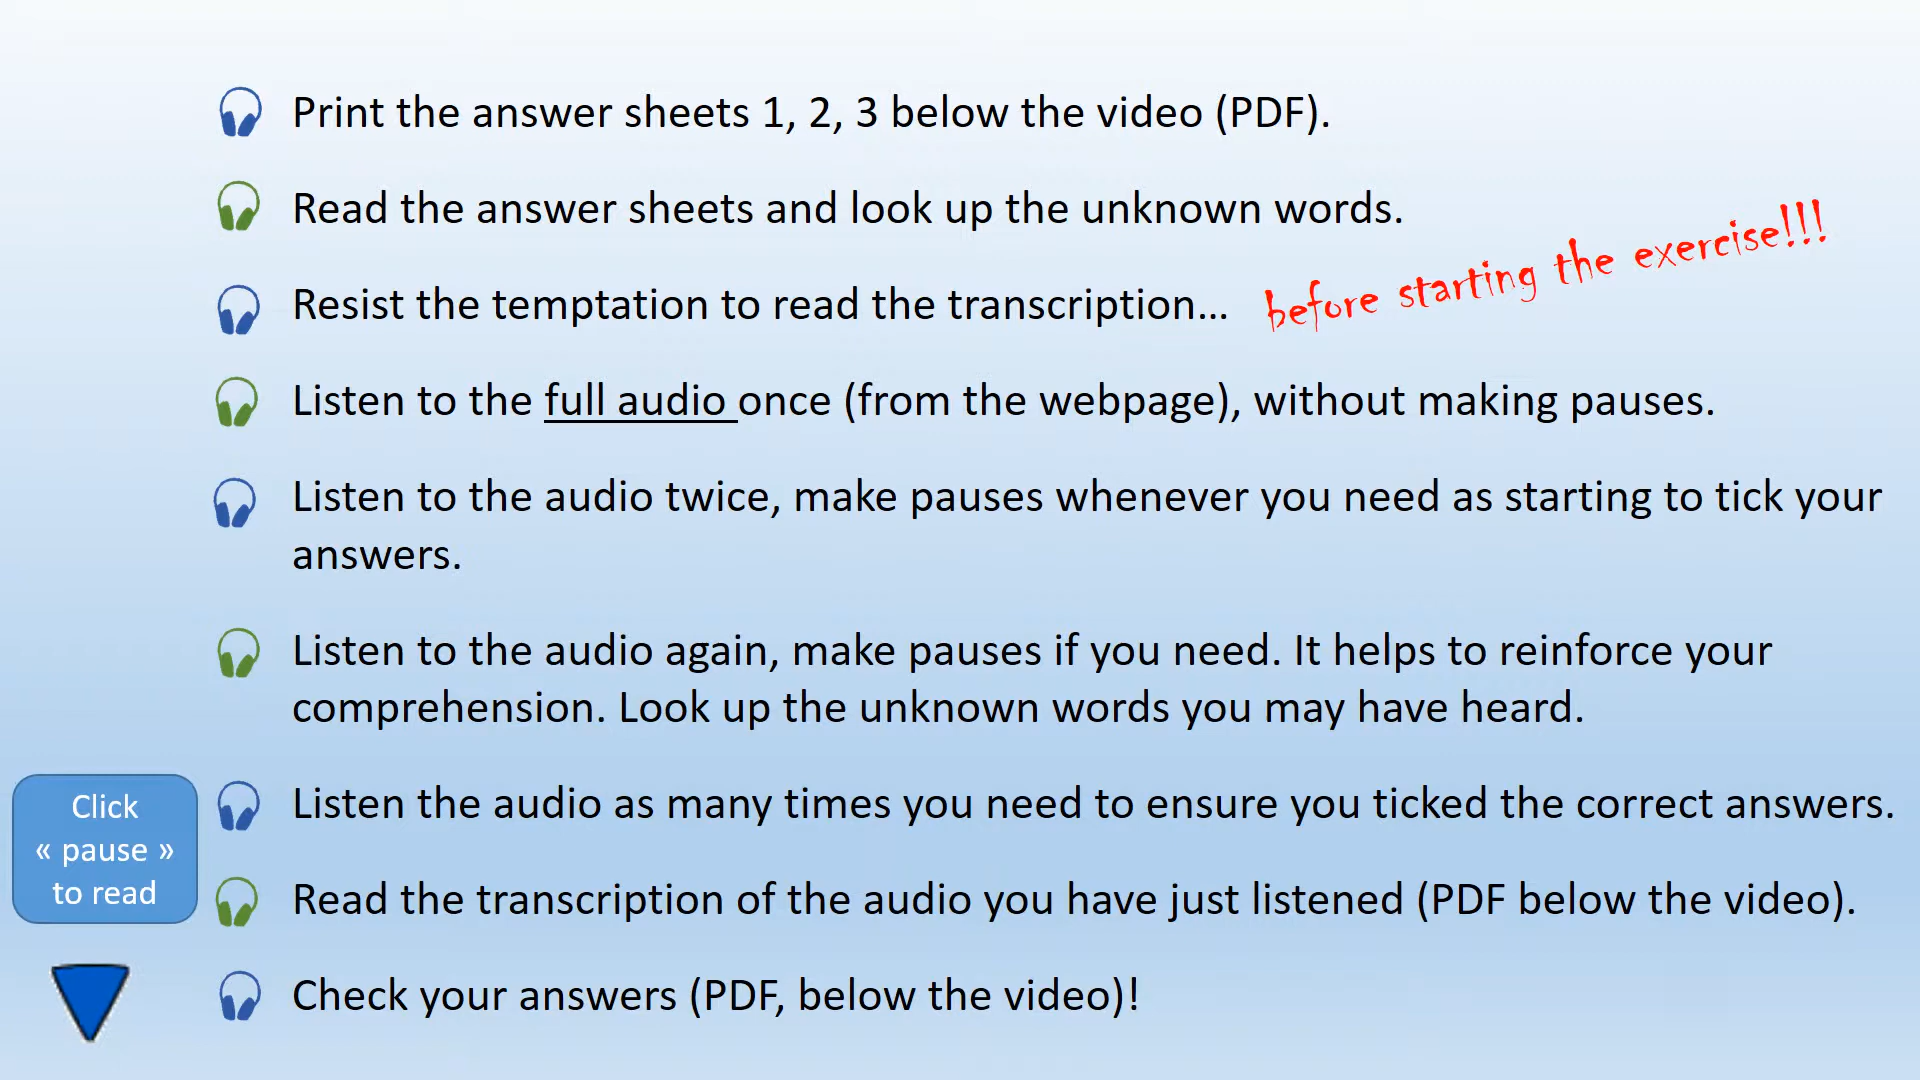 Print the answer sheets 1, 2, 3 below the video (PDF).
Read the answer sheets and look up the unknown words.
Resist the temptation to read the transcription... before starting the exercise!!!
Listen to the full audio once (from the webpage), without making pauses.
Listen to the audio twice, make pauses whenever you need as starting to tick your
answers.
Listen to the audio again, make pauses if you need. It helps to reinforce your
comprehension. Look up the unknown words you may have heard.
Listen the audio as many times you need to ensure you ticked the correct answers.
Read the transcription of the audio you have just listened (PDF below the video).
Check your answers (PDF, below the video)!
Click
« pause »
to read